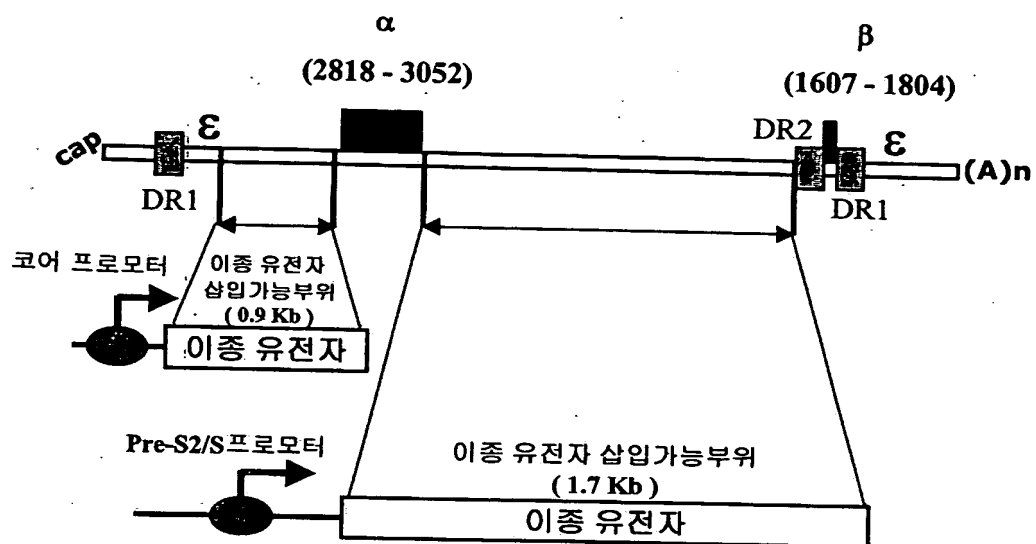 α
(2818 - 3052)
β
(1607 - 1804)
cap
ε
DR2
ε
(A)n
DR1
DR1
코어 프로모터
이종 유전자
삽입가능부위
( 0.9 Kb )
이종 유전자
Pre-S2/S프로모터
이종 유전자 삽입가능부위
( 1.7 Kb )
이종 유전자